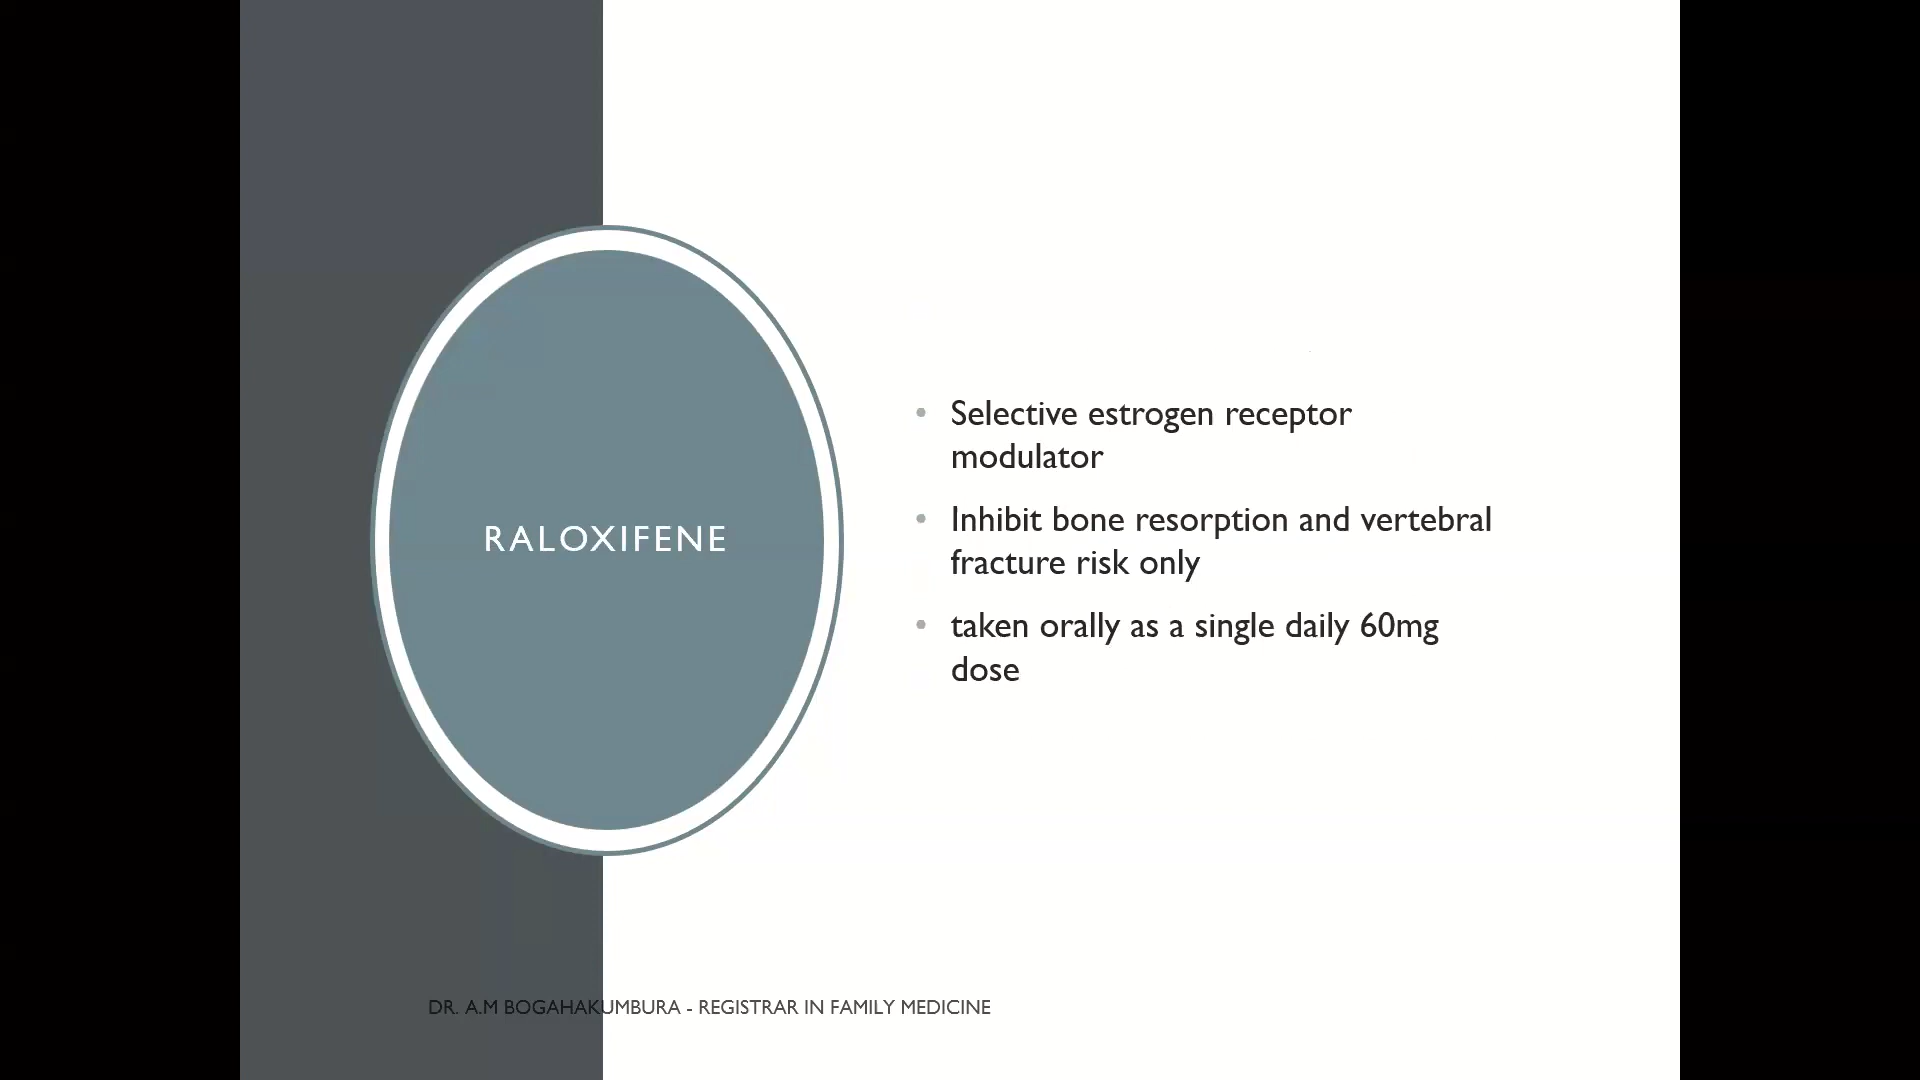 RALOXIFENE
• Selective estrogen receptor
modulator
• Inhibit bone resorption and vertebral
fracture risk only
• taken orally as a single daily 60mg
dose
DR. A.M BOGAHAKUMBURA - REGISTRAR IN FAMILY MEDICINE